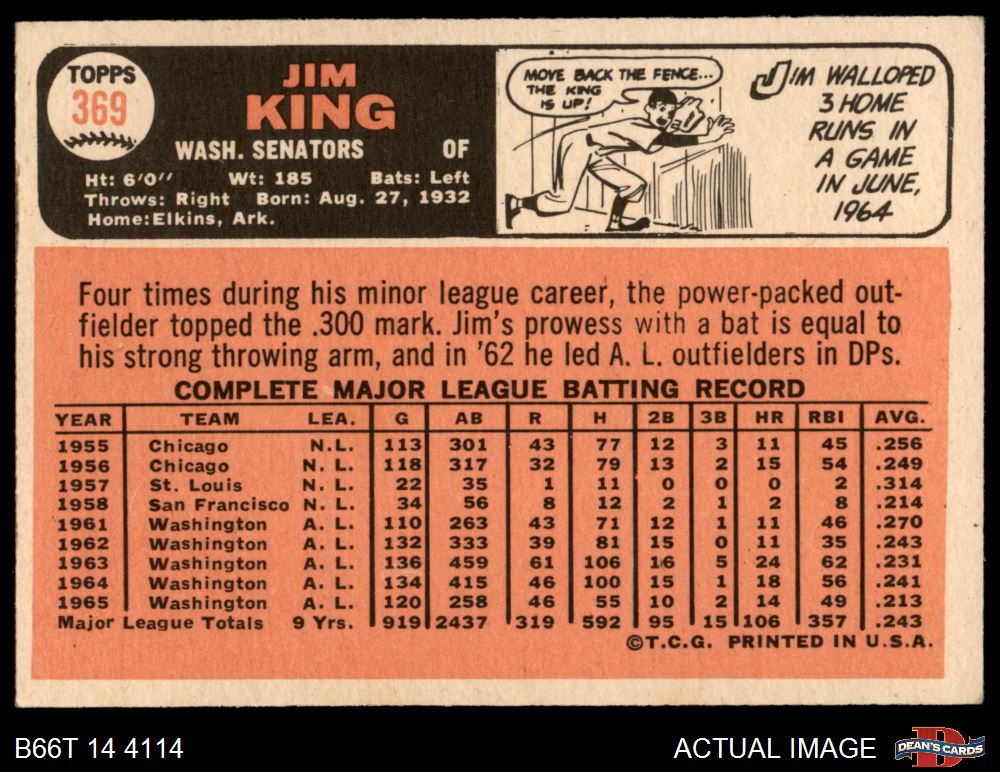 TOPPS
369
JIM
KING
WASH. SENATORS OF
Ht: 6'0" Wt: 185 Bats: Left
Throws: Right Born: Aug. 27, 1932
Home:Elkins, Ark.
MOVE BACK THE FENCE...
THE KING
IS UP!
JIM WALLOPED
3 HOME
RUNS IN
A GAME
IN JUNE,
1964
Four times during his minor league career, the power-packed out-
fielder topped the .300 mark. Jim's prowess with a bat is equal to
his strong throwing arm, and in '62 he led A. L. outfielders in DPs.
COMPLETE MAJOR LEAGUE BATTING RECORD
YEAR TEAM LEA. G AB R H 2B 3B HR RBI AVG.
1955 Chicago N.L. 113 301 43 77 12 3 11 45 .256
1956 Chicago N. L. 118 317 32 79 13 2 15 54 .249
1957 St. Louis N. L. 22 35 1 11 0 0 0 2 .314
1958 San Francisco N. L. 34 56 8 12 2 1 2 8 .214
1961 Washington A. L. 110 263 43 71 12 1 11 46 .270
1962 Washington A. L. 132 333 39 81 15 0 11 35 .243
1963 Washington A. L. 136 459 61 106 16 5 24 62 .231
1964 Washington A. L. 134 415 46 100 15 1 18 56 .241
1965 Washington A. L. 120 258 46 55 10 2 14 49 .213
Major League Totals 9 Yrs. 919 2437 319 592 95 15 106 357 .243
©T.C.G. PRINTED IN U.S.A.
B66T 14 4114 ACTUAL IMAGE DEAN'S CARDS